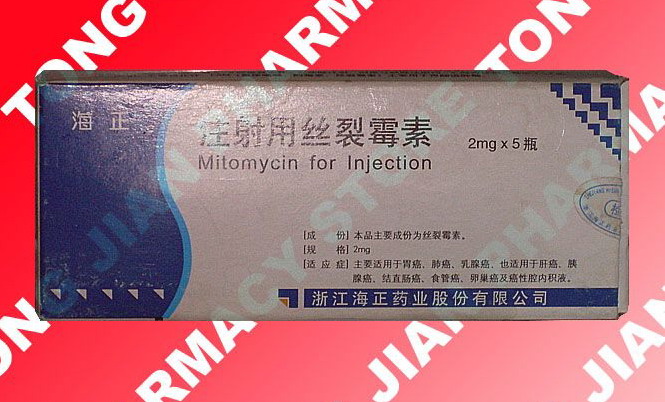 海正
注射用丝裂霉素
2mg x 5 瓶
Mitomycin for Injection
[成 份] 本品主要成份为丝裂霉素。
[规 格] 2mg
[适 应 症] 主要适用于胃癌、肺癌、乳腺癌、也适用于肝癌、胰
腺癌、结直肠癌、食管癌、卵巢癌及癌性腔内积液。
浙江海正药业股份有限公司
JIAN TONG PHARMACY STORE